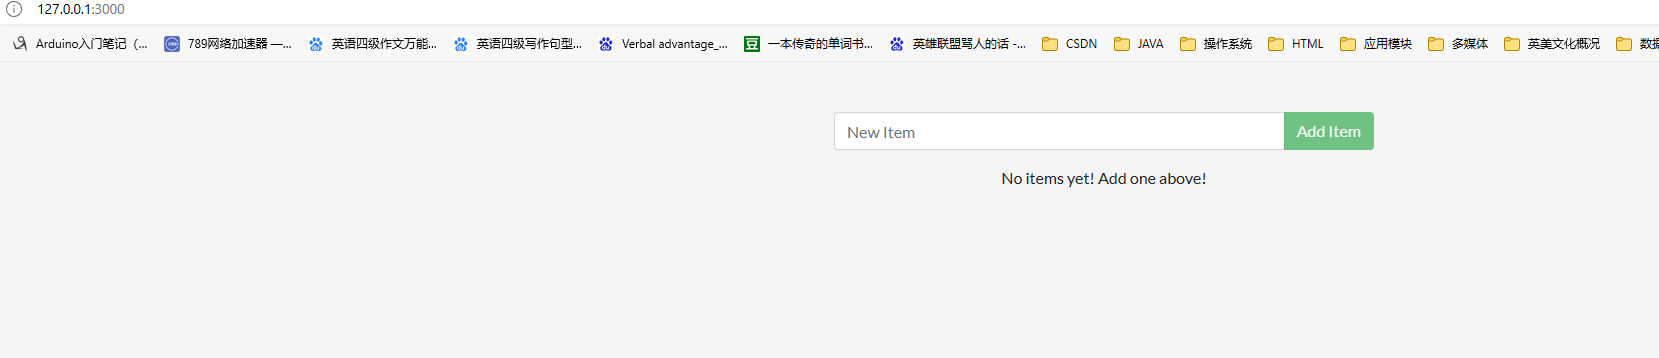 127.0.0.1:3000
Arduino入门笔记（... 789网络加速器 —... 英语四级作文万能... 英语四级写作句型... Verbal advantage_... 一本传奇的单词书... 英雄联盟骂人的话 -... CSDN JAVA 操作系统 HTML 应用模块 多媒体 英美文化概况 数据
New Item Add Item
No items yet! Add one above!